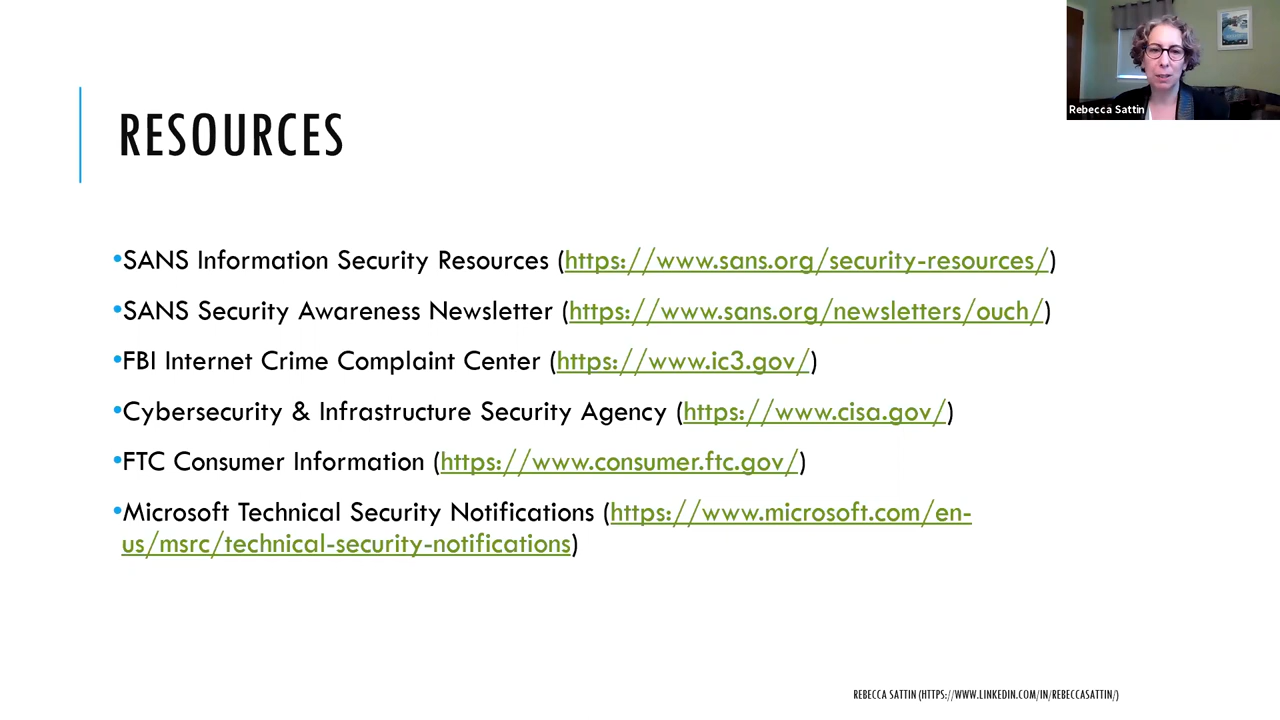 Rebecca Sattin
RESOURCES
•SANS Information Security Resources (https://www.sans.org/security-resources/)
•SANS Security Awareness Newsletter (https://www.sans.org/newsletters/ouch/)
•FBI Internet Crime Complaint Center (https://www.ic3.gov/)
•Cybersecurity & Infrastructure Security Agency (https://www.cisa.gov/)
•FTC Consumer Information (https://www.consumer.ftc.gov/)
•Microsoft Technical Security Notifications (https://www.microsoft.com/en-
us/msrc/technical-security-notifications)
REBECCA SATTIN (HTTPS://WWW.LINKEDIN.COM/IN/REBECCASATTIN/)